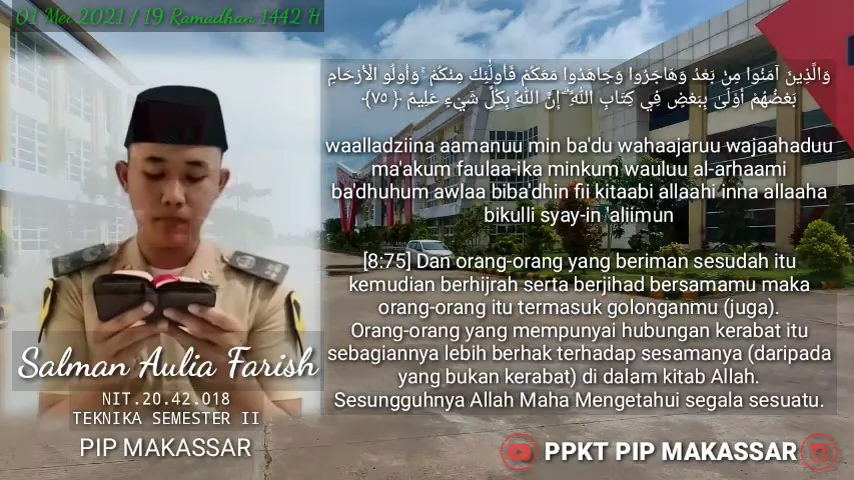 01 Mei 2021 / 19 Ramadhan 1442 H
وَالَّذِينَ آمَنُوا مِنْ بَعْدُ وَهَاجَرُوا وَجَاهَدُوا مَعَكُمْ فَأُولَٰئِكَ مِنْكُمْ ۚ وَأُولُو الْأَرْحَامِ
بَعْضُهُمْ أَوْلَىٰ بِبَعْضٍ فِي كِتَابِ اللَّهِ ۗ إِنَّ اللَّهَ بِكُلِّ شَيْءٍ عَلِيمٌ ﴿٧٥﴾
waalladziina aamanuu min ba'du wahaajaruu wajaahaduu
ma'akum faulaa-ika minkum wauluu al-arhaami
ba'dhuhum awlaa biba'dhin fii kitaabi allaahi inna allaaha
bikulli syay-in 'aliimun
[8:75] Dan orang-orang yang beriman sesudah itu
kemudian berhijrah serta berjihad bersamamu maka
orang-orang itu termasuk golonganmu (juga).
Orang-orang yang mempunyai hubungan kerabat itu
sebagiannya lebih berhak terhadap sesamanya (daripada
yang bukan kerabat) di dalam kitab Allah.
Sesungguhnya Allah Maha Mengetahui segala sesuatu.
Salman Aulia Farish
NIT.20.42.018
TEKNIKA SEMESTER II
PIP MAKASSAR
PPKT PIP MAKASSAR